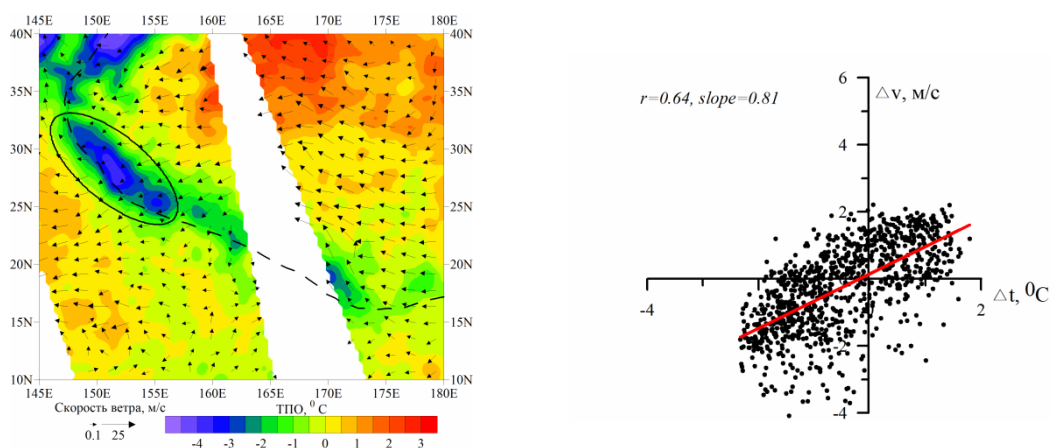 145E 150E 155E 160E 165E 170E 175E 180E
40N 40N
35N 35N
30N 30N
25N 25N
20N 20N
15N 15N
10N 10N
145E 150E 155E 160E 165E 170E 175E 180E
Скорость ветра, м/с
0.1 25
ТПО, ⁰ С
-4 -3 -2 -1 0 1 2 3
r=0.64, slope=0.81
△v, м/с
6
4
2
-4 2
△t, ⁰C
-2
-4